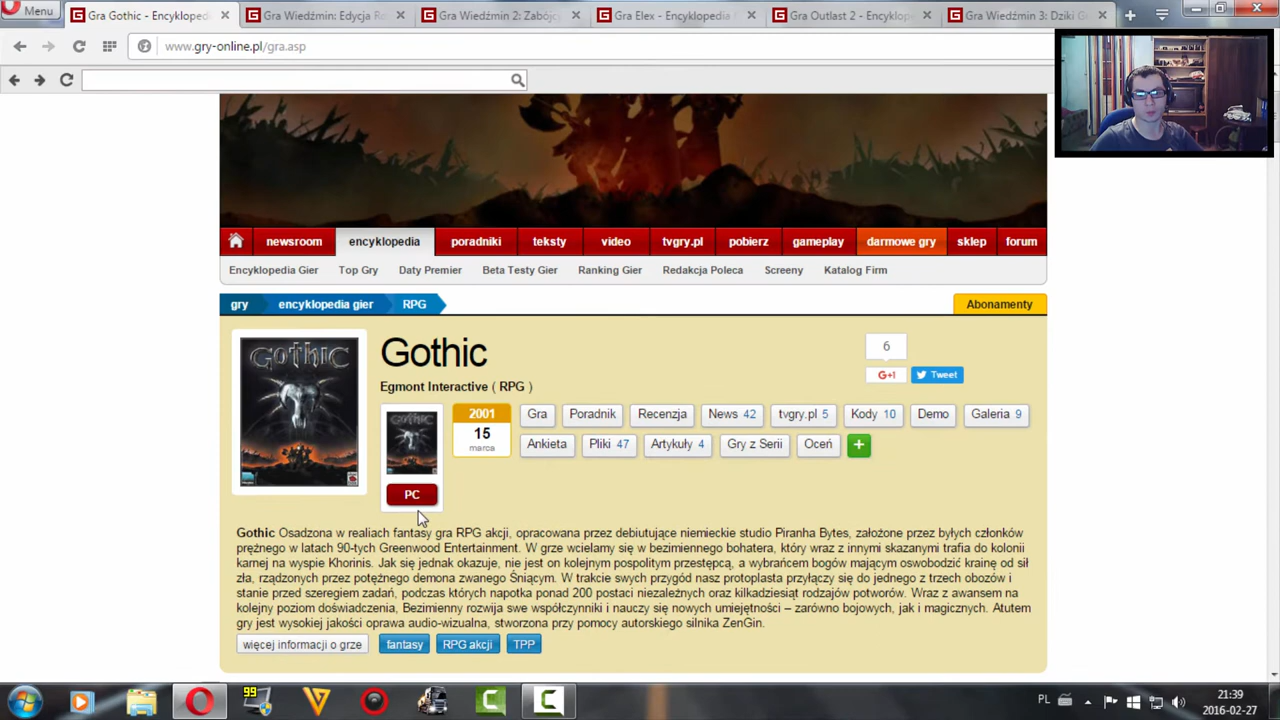 Menu
Gra Gothic - Encyklopedi
Gra Wiedźmin: Edycja Ro
Gra Wiedźmin 2: Zabójc
Gra Elex - Encyklopedia
Gra Outlast 2 - Encyklope
Gra Wiedźmin 3: Dziki G
www.gry-online.pl/gra.asp
newsroom
encyklopedia
poradniki
teksty
video
tvgry.pl
pobierz
gameplay
darmowe gry
sklep
forum
Encyklopedia Gier
Top Gry
Daty Premier
Beta Testy Gier
Ranking Gier
Redakcja Poleca
Screeny
Katalog Firm
gry
encyklopedia gier
RPG
Abonamenty
GOTHIC
Gothic
Egmont Interactive ( RPG )
6
G+1
Tweet
GOTHIC
PC
2001
15
marca
Gra
Poradnik
Recenzja
News 42
tvgry.pl 5
Kody 10
Demo
Galeria 9
Ankieta
Pliki 47
Artykuły 4
Gry z Serii
Oceń
+
Gothic Osadzona w realiach fantasy gra RPG akcji, opracowana przez debiutujące niemieckie studio Piranha Bytes, założone przez byłych członków
prężnego w latach 90-tych Greenwood Entertainment. W grze wcielamy się w bezimiennego bohatera, który wraz z innymi skazanymi trafia do kolonii
karnej na wyspie Khorinis. Jak się jednak okazuje, nie jest on kolejnym pospolitym przestępcą, a wybrańcem bogów mającym oswobodzić krainę od sił
zła, rządzonych przez potężnego demona zwanego Śniącym. W trakcie swych przygód nasz protoplasta przyłączy się do jednego z trzech obozów i
stanie przed szeregiem zadań, podczas których napotka ponad 200 postaci niezależnych oraz kilkadziesiąt rodzajów potworów. Wraz z awansem na
kolejny poziom doświadczenia, Bezimienny rozwija swe współczynniki i nauczy się nowych umiejętności – zarówno bojowych, jak i magicznych. Atutem
gry jest wysokiej jakości oprawa audio-wizualna, stworzona przy pomocy autorskiego silnika ZenGin.
więcej informacji o grze
fantasy
RPG akcji
TPP
99
PL
21:39
2016-02-27